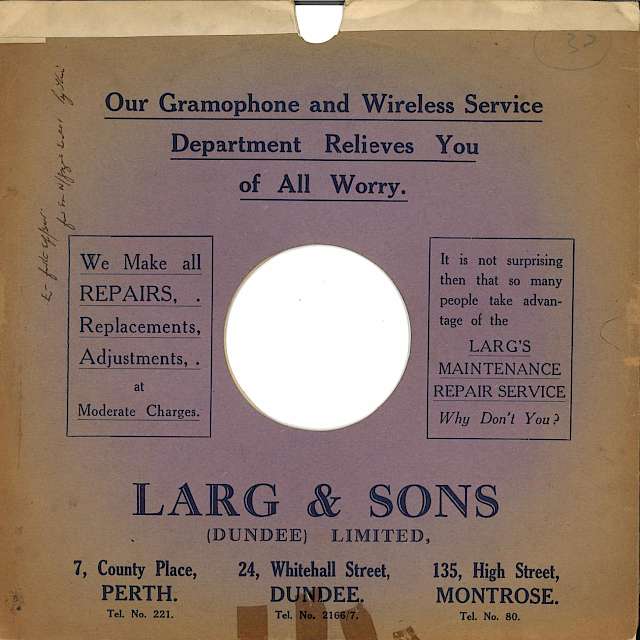 Our Gramophone and Wireless Service
Department Relieves You
of All Worry.
We Make all
REPAIRS, .
Replacements,
Adjustments, .
at
Moderate Charges.
It is not surprising
then that so many
people take advan-
tage of the
LARG'S
MAINTENANCE
REPAIR SERVICE
Why Don't You?
LARG & SONS
(DUNDEE) LIMITED,
7, County Place,
PERTH.
Tel. No. 221.
24, Whitehall Street,
DUNDEE.
Tel. No. 2166/7.
135, High Street,
MONTROSE.
Tel. No. 80.